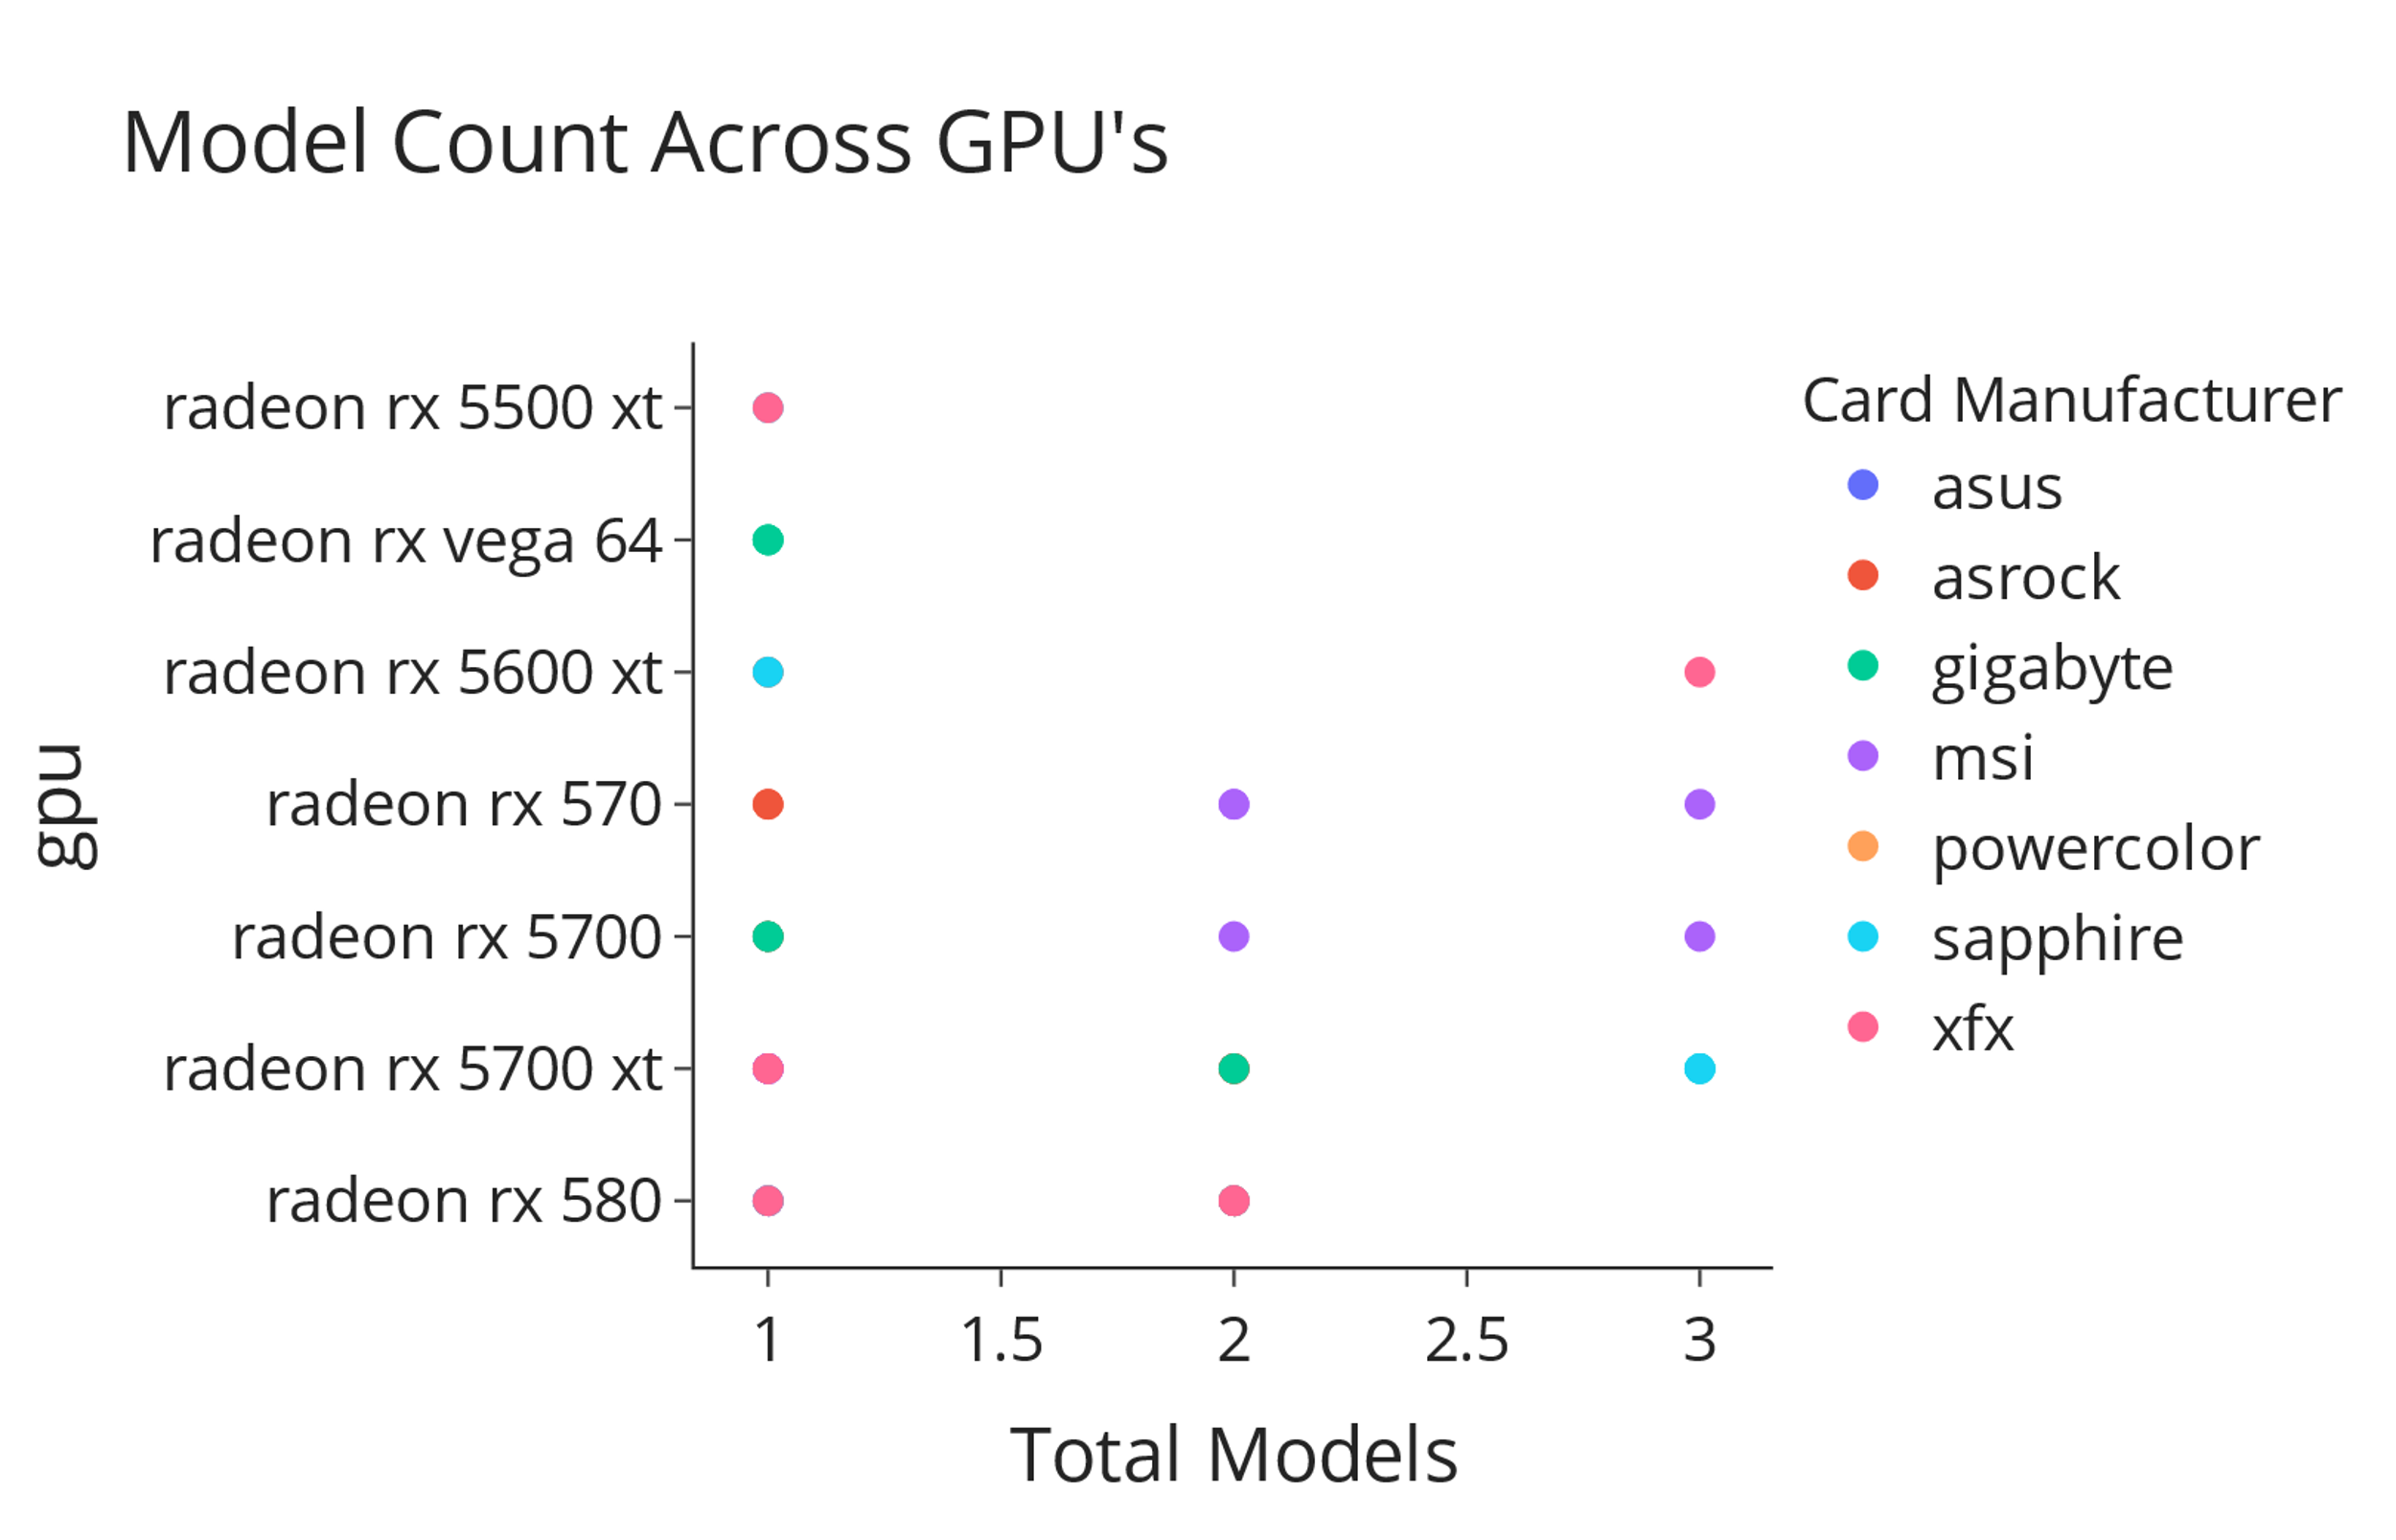 Model Count Across GPU's
radeon rx 5500 xt
radeon rx vega 64
radeon rx 5600 xt
radeon rx 570
radeon rx 5700
radeon rx 5700 xt
radeon rx 580
gpu
1 1.5 2 2.5 3
Total Models
Card Manufacturer
asus
asrock
gigabyte
msi
powercolor
sapphire
xfx